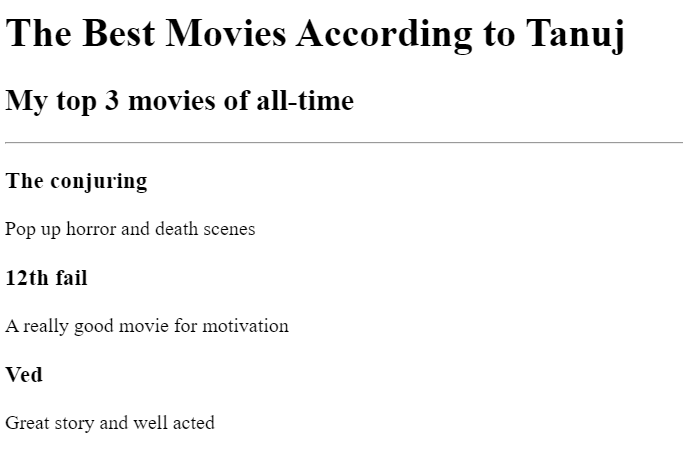 The Best Movies According to Tanuj
My top 3 movies of all-time
The conjuring
Pop up horror and death scenes
12th fail
A really good movie for motivation
Ved
Great story and well acted